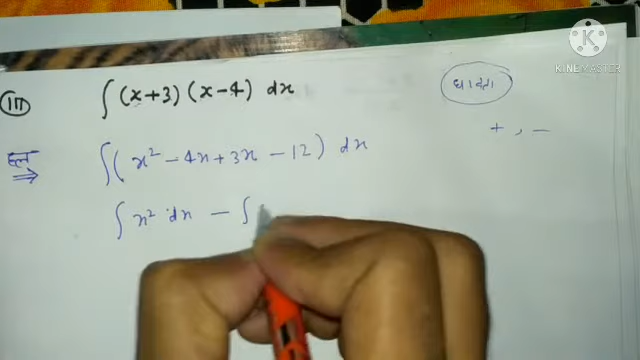 (iii) ∫ (x+3) (x-4) dx
घात
+ , -
हल ⇒ ∫ ( x² - 4x + 3x - 12 ) dx
∫ x² dx - ∫
KINEMASTER